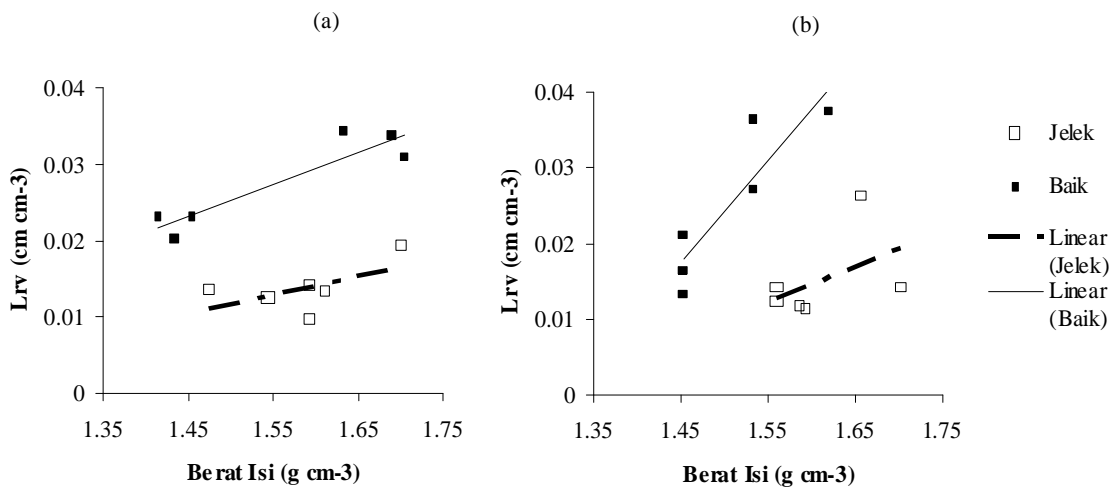 (a)
0.04
0.03
0.02
0.01
0
Lrv (cm cm-3)
1.35 1.45 1.55 1.65 1.75
Berat Isi (g cm-3)
(b)
0.04
0.03
0.02
0.01
0
Lrv (cm cm-3)
1.35 1.45 1.55 1.65 1.75
Berat Isi (g cm-3)
Jelek
Baik
Linear
(Jelek)
Linear
(Baik)